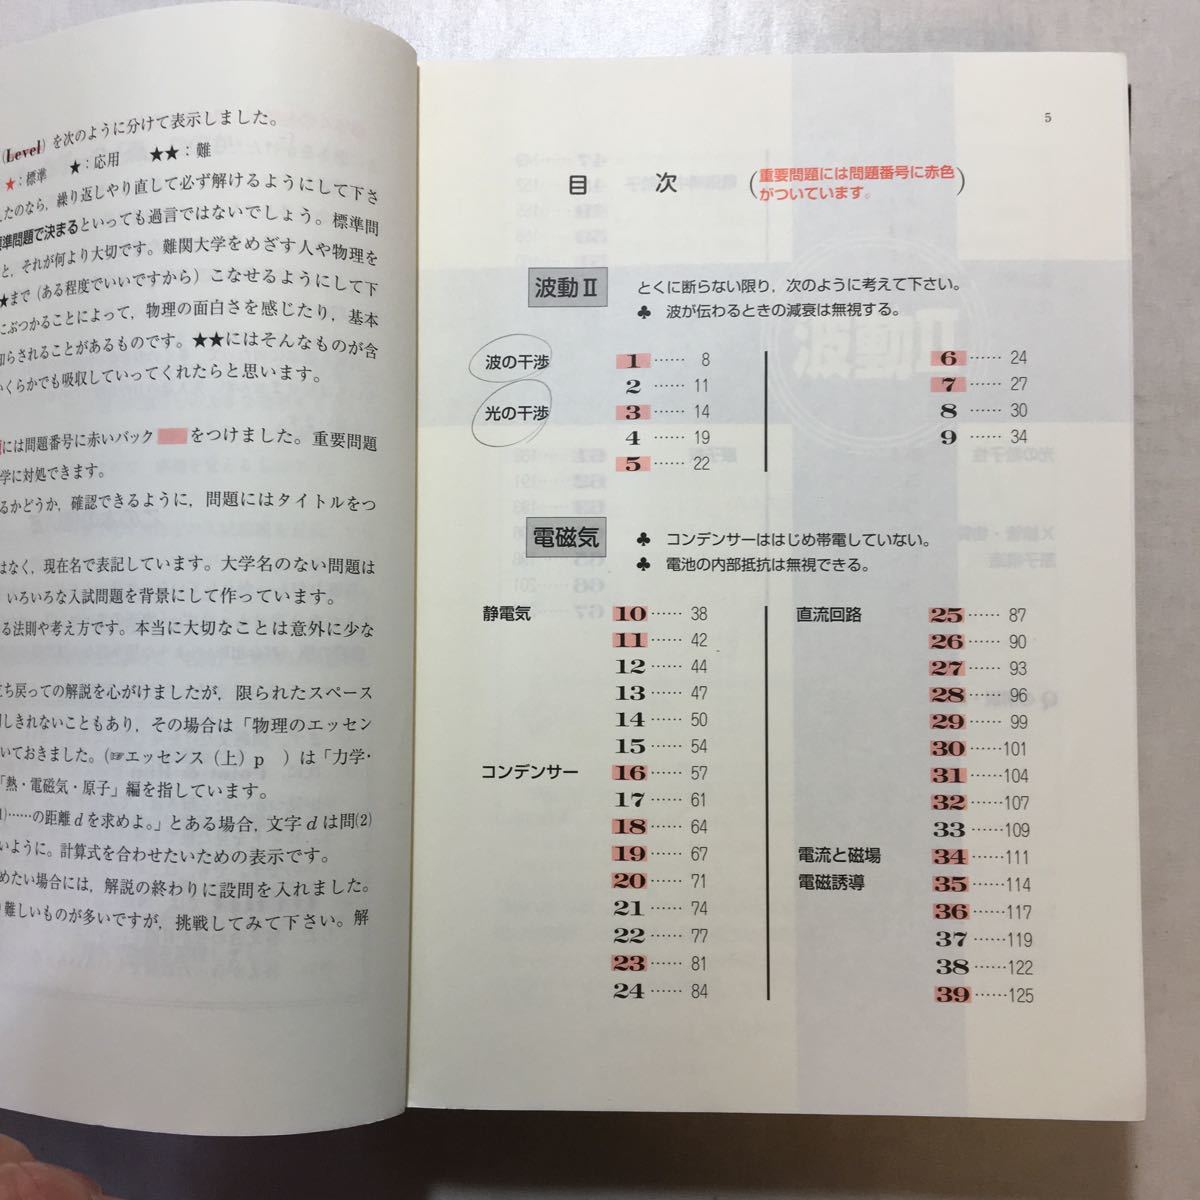 (Level)を次のように分けて表示しました。
★:標準　★:応用　★★:難
したのなら，繰り返しやり直して必ず解けるようにして下さ
準問題で決まるといっても過言ではないでしょう。標準問
と，それが何より大切です。難関大学をめざす人や物理を
★まで（ある程度でいいですから）こなせるようにして下
にぶつかることによって，物理の面白さを感じたり，基本
知らされることがあるものです。★★にはそんなものが含
いくらかでも吸収していってくれたらと思います。
には問題番号に赤いバック　をつけました。重要問題
学に対処できます。
るかどうか，確認できるように，問題にはタイトルをつ
はなく，現在名で表記しています。大学名のない問題は
いろいろな入試問題を背景にして作っています。
る法則や考え方です。本当に大切なことは意外に少な
立ち戻っての解説を心がけましたが，限られたスペース
しきれないこともあり，その場合は「物理のエッセン
いておきました。(☞エッセンス（上）p　）は「力学・
「熱・電磁気・原子」編を指しています。
1)……の距離dを求めよ。」とある場合，文字dは問(2)
いように。計算式を合わせたいための表示です。
めたい場合には，解説の終わりに設問を入れました。
り難しいものが多いですが，挑戦してみて下さい。解
5
目　次（重要問題には問題番号に赤色
がついています。）
波動II　とくに断らない限り，次のように考えて下さい。
♣ 波が伝わるときの減衰は無視する。
波の干渉 1 …… 8
2 …… 11
光の干渉 3 …… 14
4 …… 19
5 …… 22
6 …… 24
7 …… 27
8 …… 30
9 …… 34
電磁気　♣ コンデンサーははじめ帯電していない。
♣ 電池の内部抵抗は無視できる。
静電気 10 …… 38
11 …… 42
12 …… 44
13 …… 47
14 …… 50
15 …… 54
コンデンサー 16 …… 57
17 …… 61
18 …… 64
19 …… 67
20 …… 71
21 …… 74
22 …… 77
23 …… 81
24 …… 84
直流回路 25 …… 87
26 …… 90
27 …… 93
28 …… 96
29 …… 99
30 ……101
31 ……104
32 ……107
33 ……109
電流と磁場 34 ……111
電磁誘導 35 ……114
36 ……117
37 ……119
38 ……122
39 ……125